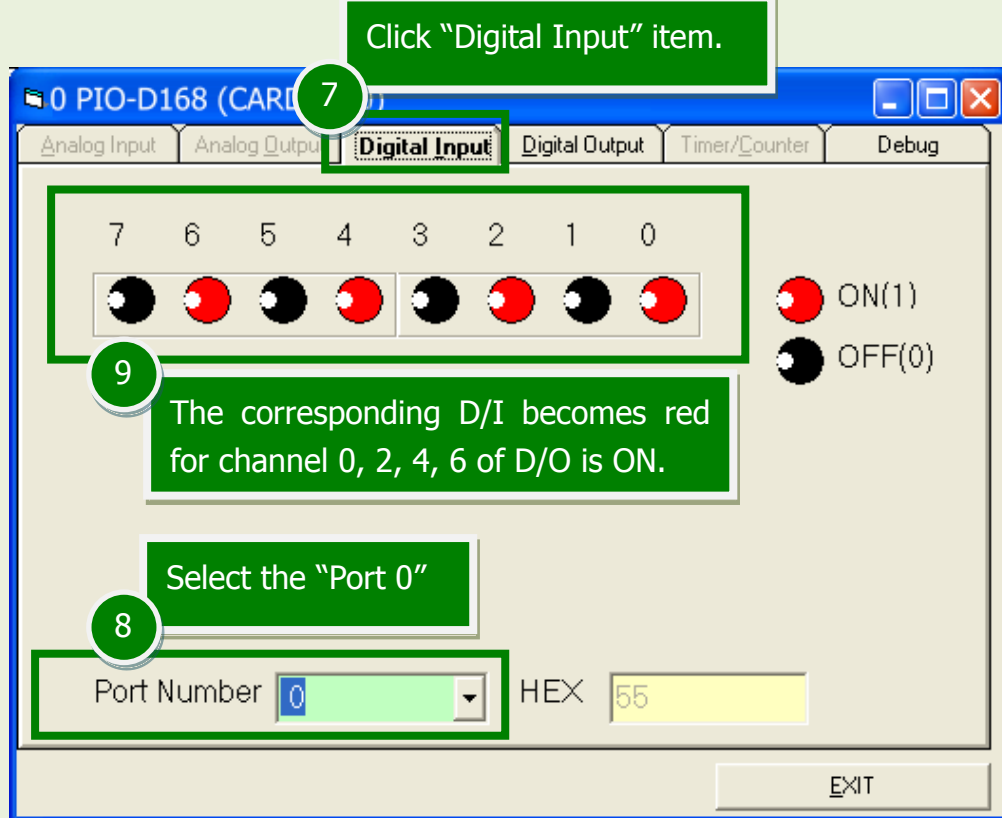 Click “Digital Input” item.
7
0 PIO-D168 (CARD
Analog Input Analog Output Digital Input Digital Output Timer/Counter Debug
7 6 5 4 3 2 1 0
ON(1)
OFF(0)
9
The corresponding D/I becomes red
for channel 0, 2, 4, 6 of D/O is ON.
Select the “Port 0”
8
Port Number 0 HEX 55
EXIT